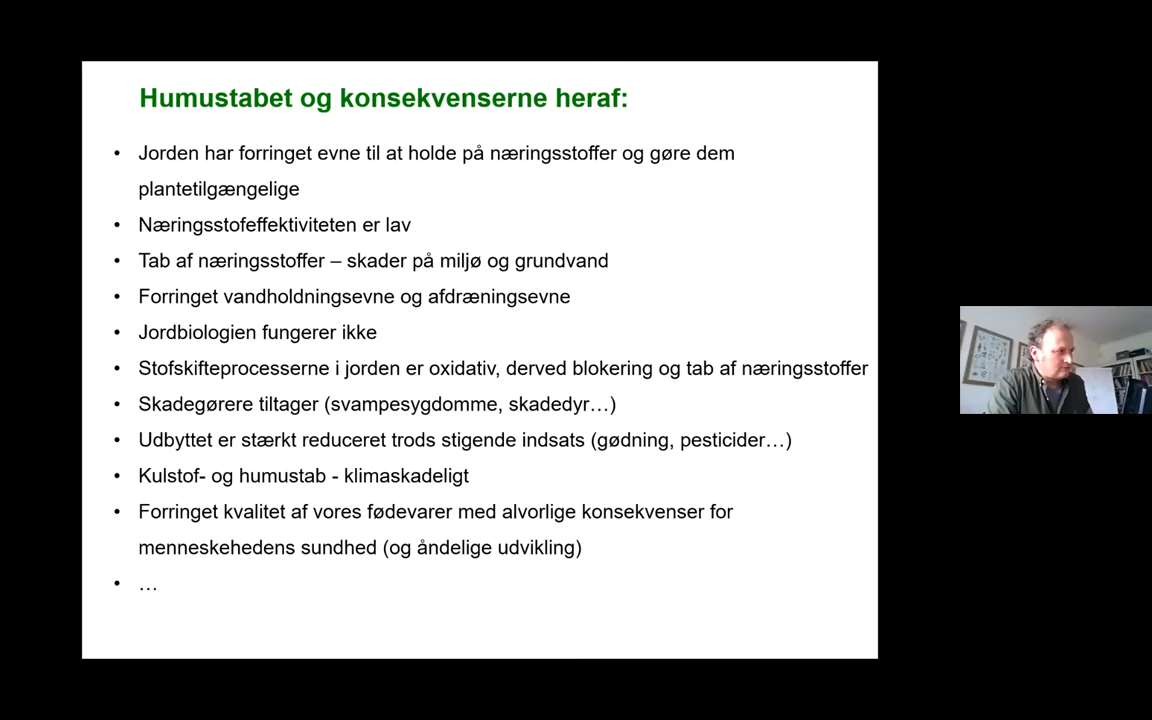 Humustabet og konsekvenserne heraf:
• Jorden har forringet evne til at holde på næringsstoffer og gøre dem
plantetilgængelige
• Næringsstofeffektiviteten er lav
• Tab af næringsstoffer – skader på miljø og grundvand
• Forringet vandholdningsevne og afdræningsevne
• Jordbiologien fungerer ikke
• Stofskifteprocesserne i jorden er oxidativ, derved blokering og tab af næringsstoffer
• Skadegørere tiltager (svampesygdomme, skadedyr…)
• Udbyttet er stærkt reduceret trods stigende indsats (gødning, pesticider…)
• Kulstof- og humustab - klimaskadeligt
• Forringet kvalitet af vores fødevarer med alvorlige konsekvenser for
menneskehedens sundhed (og åndelige udvikling)
• …